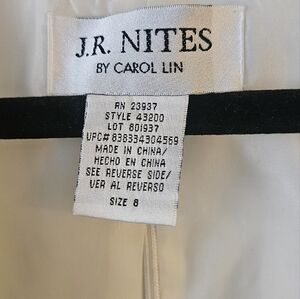 J.R. NITES
BY CAROL LIN
RN 23937
STYLE 43200
LOT 601937
UPC# 838334304569
MADE IN CHINA/
HECHO EN CHINA
SEE REVERSE SIDE/
VER AL REVERSO
SIZE 8